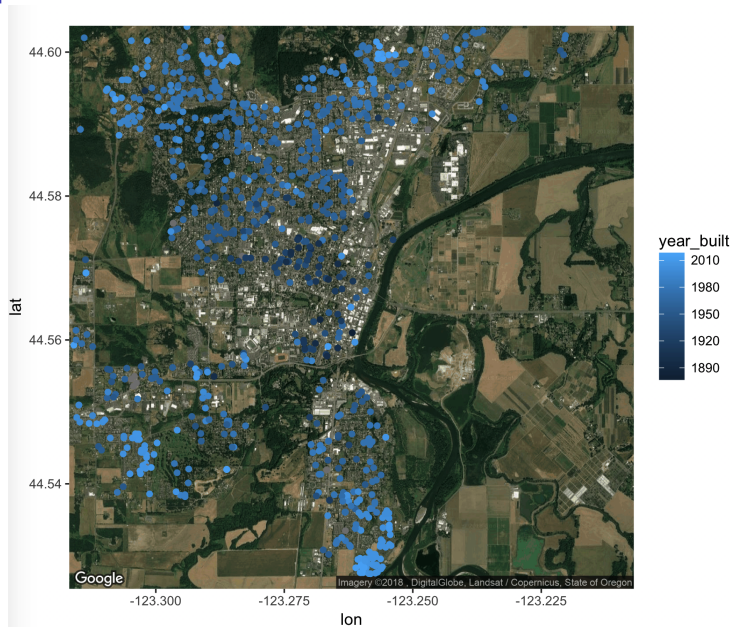 44.60
44.58
44.56
44.54
lat
-123.300
-123.275
-123.250
-123.225
lon
year_built
2010
1980
1950
1920
1890
Google
Imagery ©2018 , DigitalGlobe, Landsat / Copernicus, State of Oregon